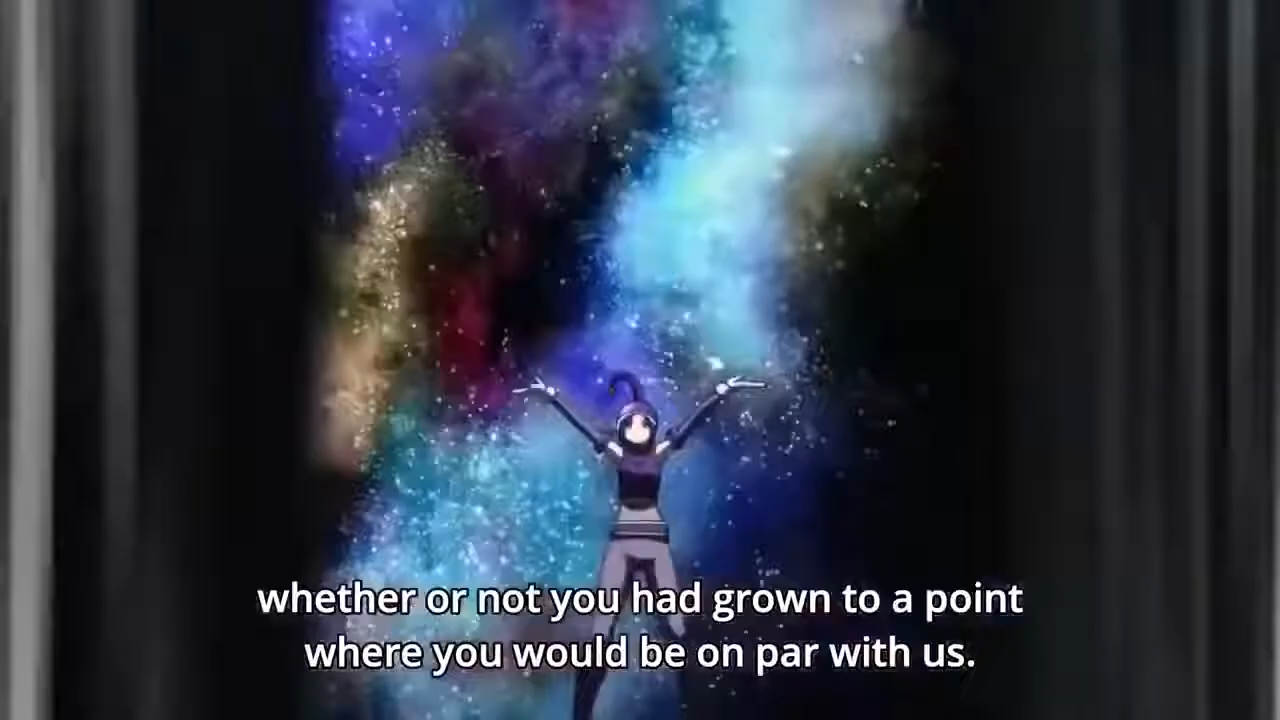 whether or not you had grown to a point
where you would be on par with us.